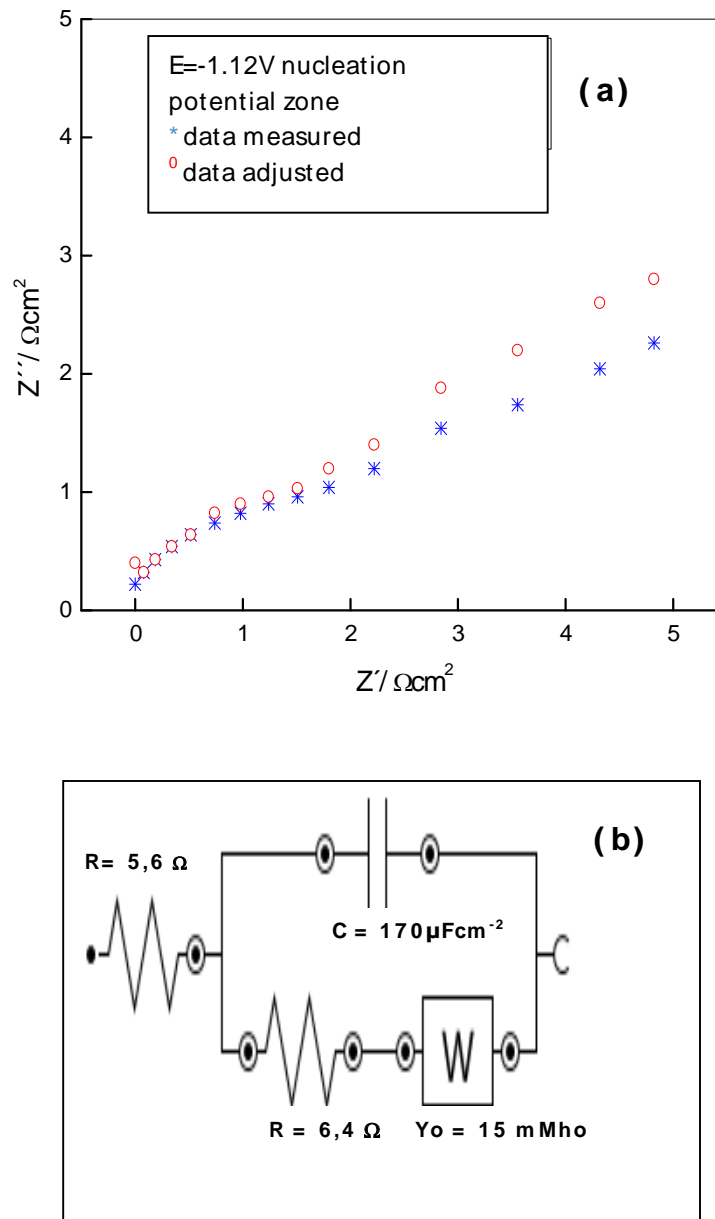 5
4
3
2
1
0
0 1 2 3 4 5
Z´´/ Ωcm²
Z´/ Ωcm²
E=-1.12V nucleation
potential zone
* data measured
o data adjusted
(a)
(b)
R= 5,6 Ω
C = 170µFcm⁻²
W
R = 6,4 Ω
Yo = 15 mMho